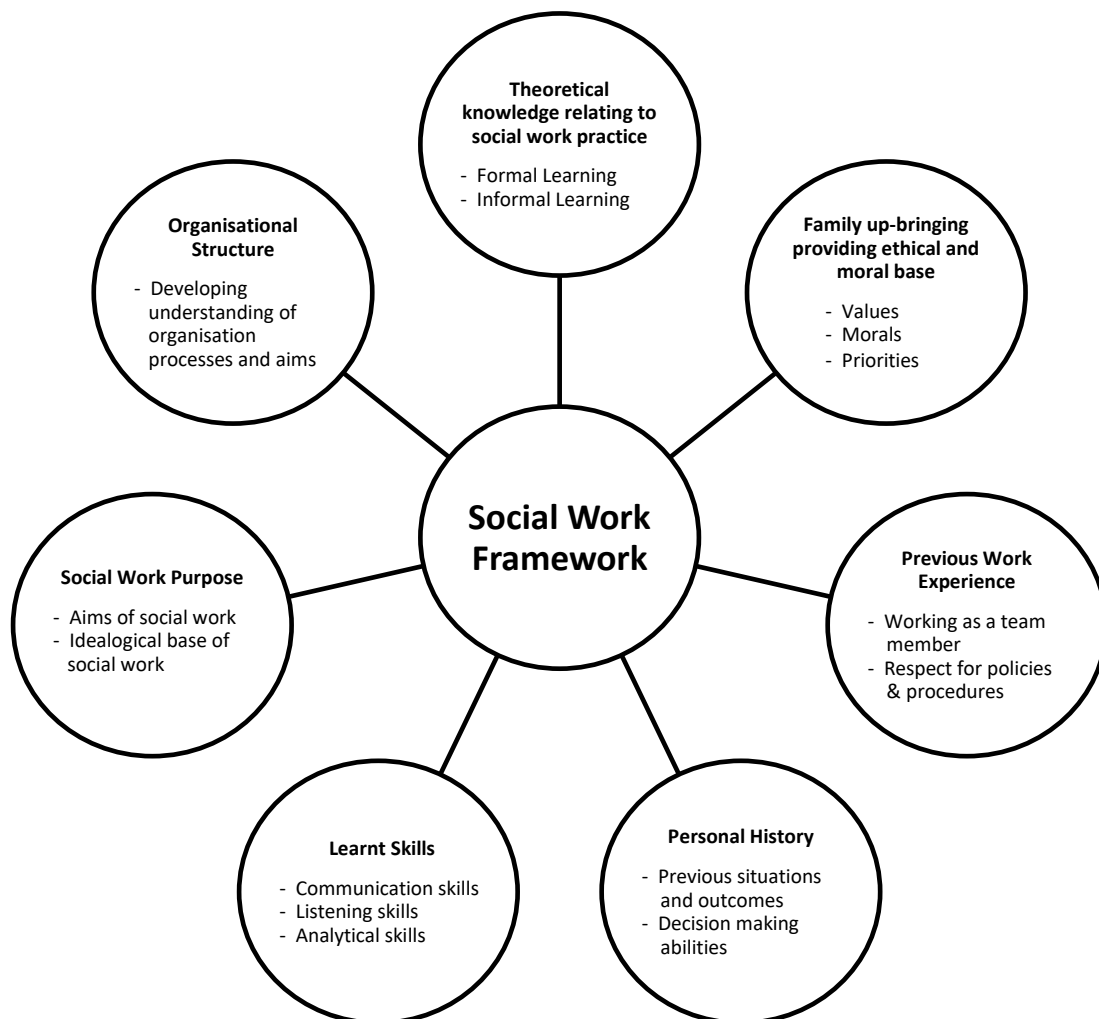 Theoretical
knowledge relating to
social work practice
- Formal Learning
- Informal Learning
Family up-bringing
providing ethical and
moral base
- Values
- Morals
- Priorities
Previous Work
Experience
- Working as a team
member
- Respect for policies
& procedures
Personal History
- Previous situations
and outcomes
- Decision making
abilities
Learnt Skills
- Communication skills
- Listening skills
- Analytical skills
Social Work Purpose
- Aims of social work
- Idealogical base of
social work
Organisational
Structure
- Developing
understanding of
organisation
processes and aims
Social Work
Framework